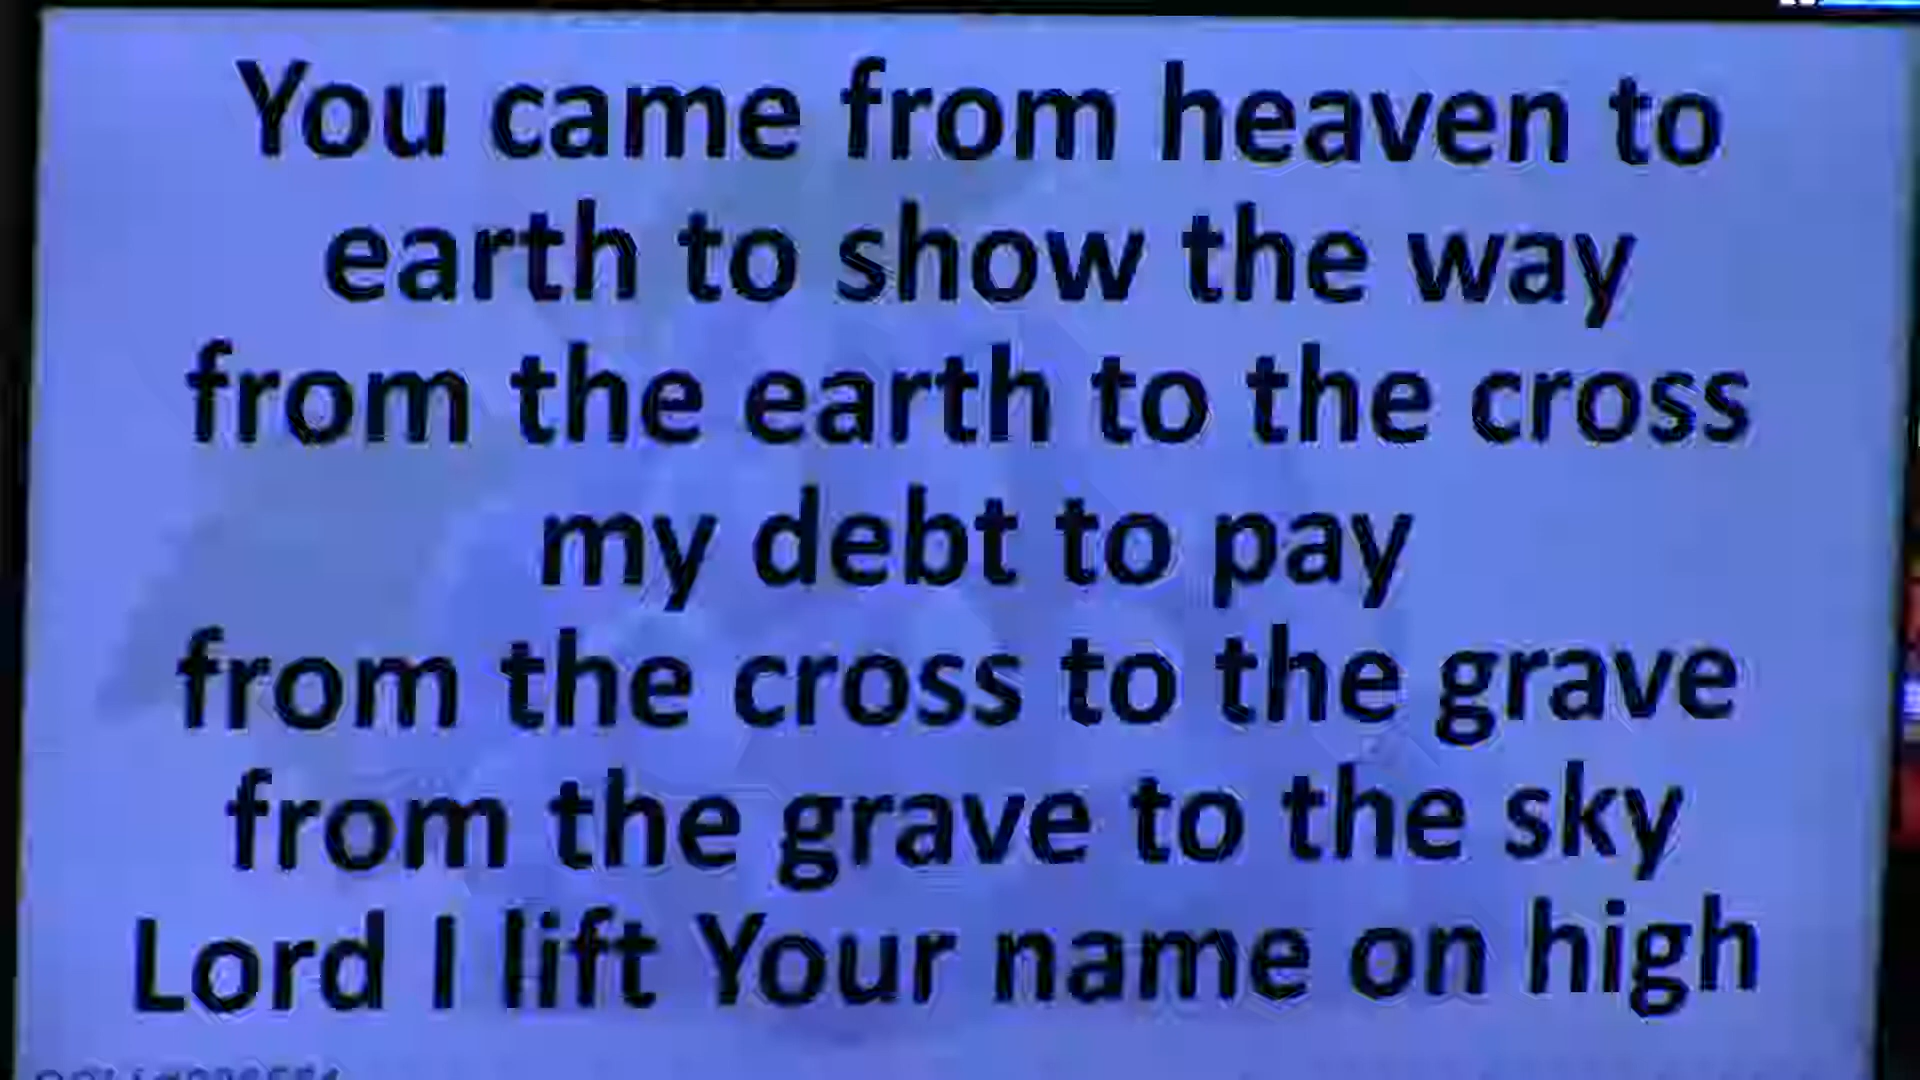 You came from heaven to
earth to show the way
from the earth to the cross
my debt to pay
from the cross to the grave
from the grave to the sky
Lord I lift Your name on high